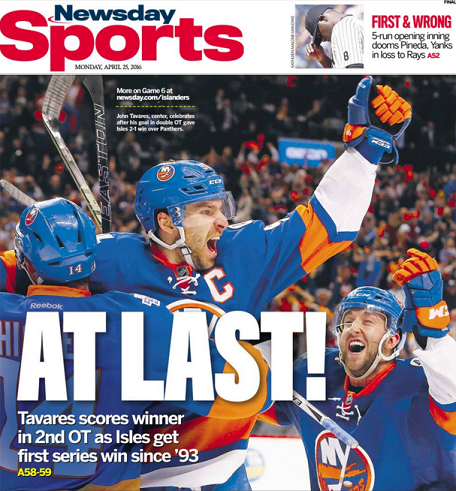 FINAL
Newsday
Sports
MONDAY, APRIL 25, 2016
FIRST & WRONG
5-run opening inning
dooms Pineda, Yanks
in loss to Rays A52
8
More on Game 6 at
newsday.com/islanders
John Tavares, center, celebrates
after his goal in double OT gave
Isles 2-1 win over Panthers.
EASTON
CCM
14
Reebok
C
NY
AT LAST!
Tavares scores winner
in 2nd OT as Isles get
first series win since '93
A58-59